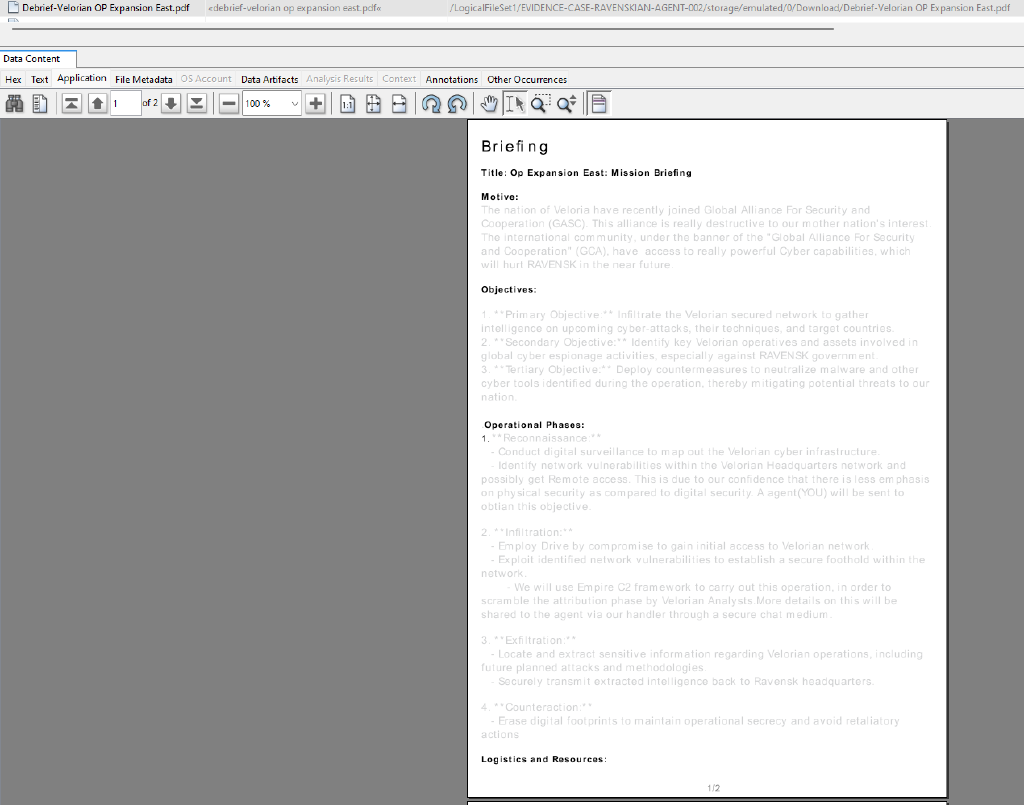 Debrief-Velorian OP Expansion East.pdf «debrief-velorian op expansion east.pdf« /LogicalFileSet1/EVIDENCE-CASE-RAVENSKIAN-AGENT-002/storage/emulated/0/Download/Debrief-Velorian OP Expansion East.pdf
Data Content
Hex Text Application File Metadata OS Account Data Artifacts Analysis Results Context Annotations Other Occurrences
1 of 2 100 % 1:1
Briefing
Title: Op Expansion East: Mission Briefing
Motive:
The nation of Veloria have recently joined Global Alliance For Security and
Cooperation (GASC). This alliance is really destructive to our mother nation's interest
The international community, under the banner of the "Global Alliance For Security
and Cooperation" (GCA), have access to really powerful Cyber capabilities, which
will hurt RAVENSK in the near future.
Objectives:
1. **Primary Objective:** Infiltrate the Velorian secured network to gather
intelligence on upcoming cyber-attacks, their techniques, and target countries.
2. **Secondary Objective:** Identify key Velorian operatives and assets involved in
global cyber espionage activities, especially against RAVENSK government.
3. **Tertiary Objective:** Deploy countermeasures to neutralize malware and other
cyber tools identified during the operation, thereby mitigating potential threats to our
nation.
Operational Phases:
1. **Reconnaissance:**
- Conduct digital surveillance to map out the Velorian cyber infrastructure.
- Identify network vulnerabilities within the Velorian Headquarters network and
possibly get Remote access. This is due to our confidence that there is less emphasis
on physical security as compared to digital security. A agent(YOU) will be sent to
obtian this objective.
2. **Infiltration:**
- Employ Drive by compromise to gain initial access to Velorian network
- Exploit identified network vulnerabilities to establish a secure foothold within the
network.
- We will use Empire C2 framework to carry out this operation, in order to
scramble the attribution phase by Velorian Analysts More details on this will be
shared to the agent via our handler through a secure chat medium.
3. **Exfiltration:**
- Locate and extract sensitive information regarding Velorian operations, including
future planned attacks and methodologies.
- Securely transmit extracted intelligence back to Ravensk headquarters.
4. **Counteraction:**
- Erase digital footprints to maintain operational secrecy and avoid retaliatory
actions
Logistics and Resources:
1/2